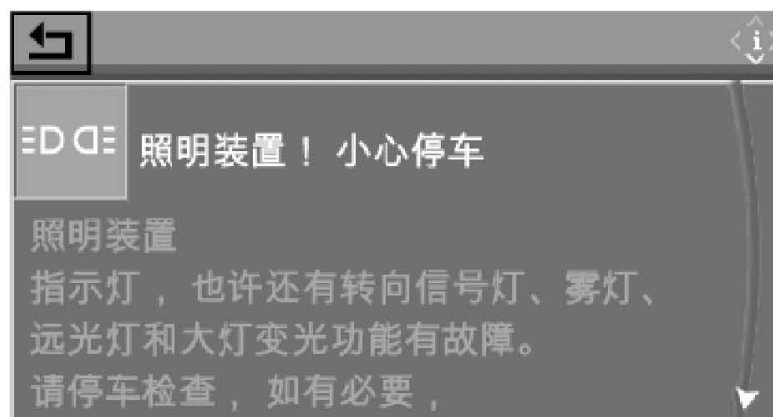 i
照明装置！ 小心停车
照明装置
指示灯， 也许还有转向信号灯、雾灯、
远光灯和大灯变光功能有故障。
请停车检查， 如有必要，